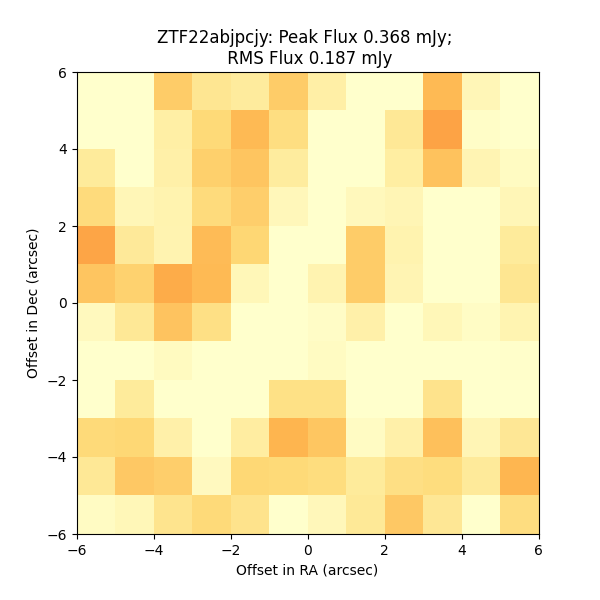 ZTF22abjpcjy: Peak Flux 0.368 mJy;
RMS Flux 0.187 mJy
6
4
2
0
−2
−4
−6
Offset in Dec (arcsec)
−6 −4 −2 0 2 4 6
Offset in RA (arcsec)